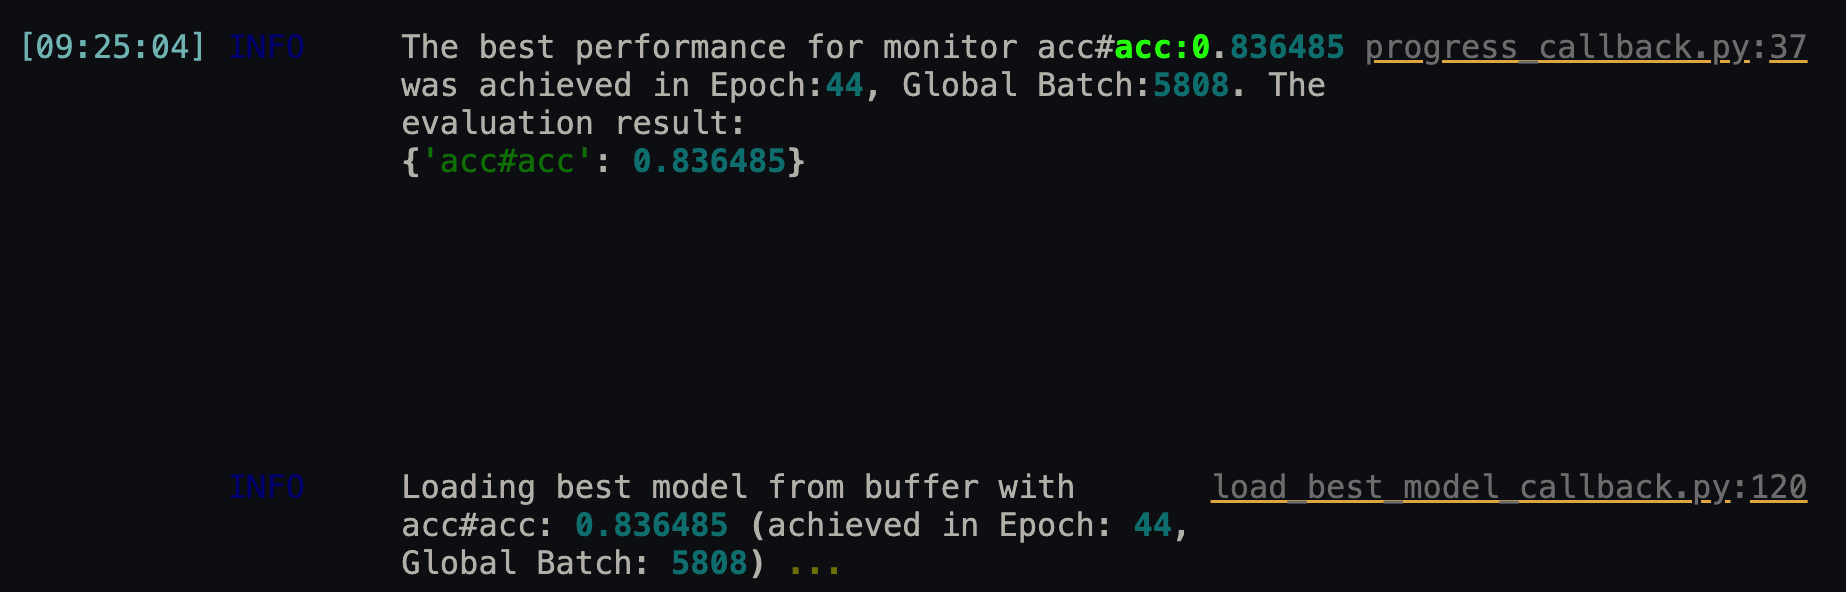 [09:25:04] INFO The best performance for monitor acc#acc:0.836485 progress_callback.py:37
was achieved in Epoch:44, Global Batch:5808. The
evaluation result:
{'acc#acc': 0.836485}
INFO Loading best model from buffer with load_best_model_callback.py:120
acc#acc: 0.836485 (achieved in Epoch: 44,
Global Batch: 5808) ...